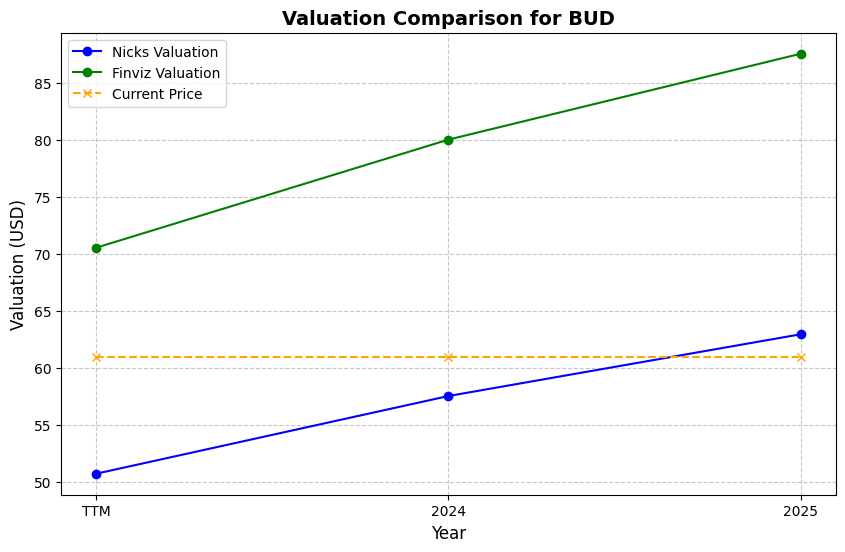 Valuation Comparison for BUD
Nicks Valuation
Finviz Valuation
Current Price
Valuation (USD)
85
80
75
70
65
60
55
50
TTM
2024
2025
Year